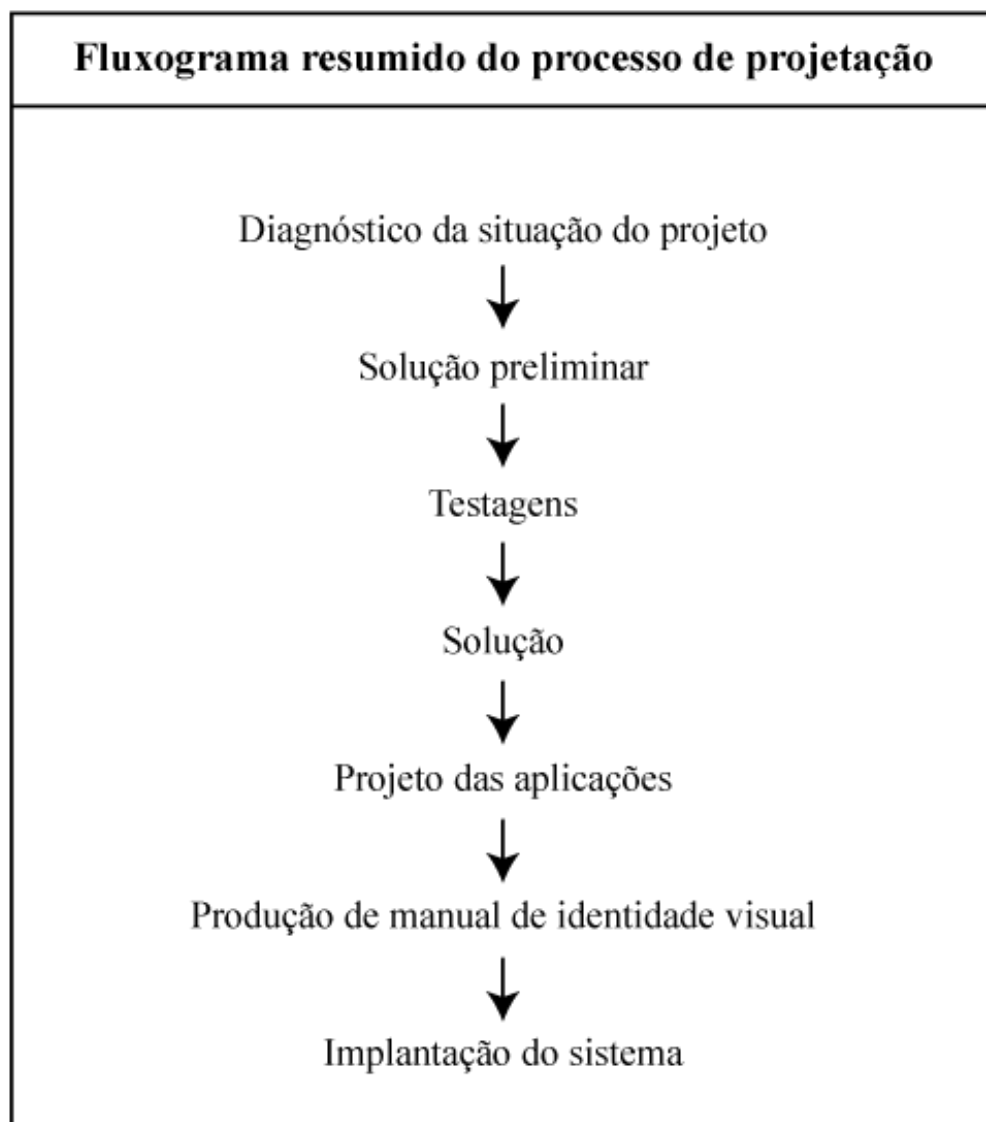 Fluxograma resumido do processo de projetação
Diagnóstico da situação do projeto
Solução preliminar
Testagens
Solução
Projeto das aplicações
Produção de manual de identidade visual
Implantação do sistema